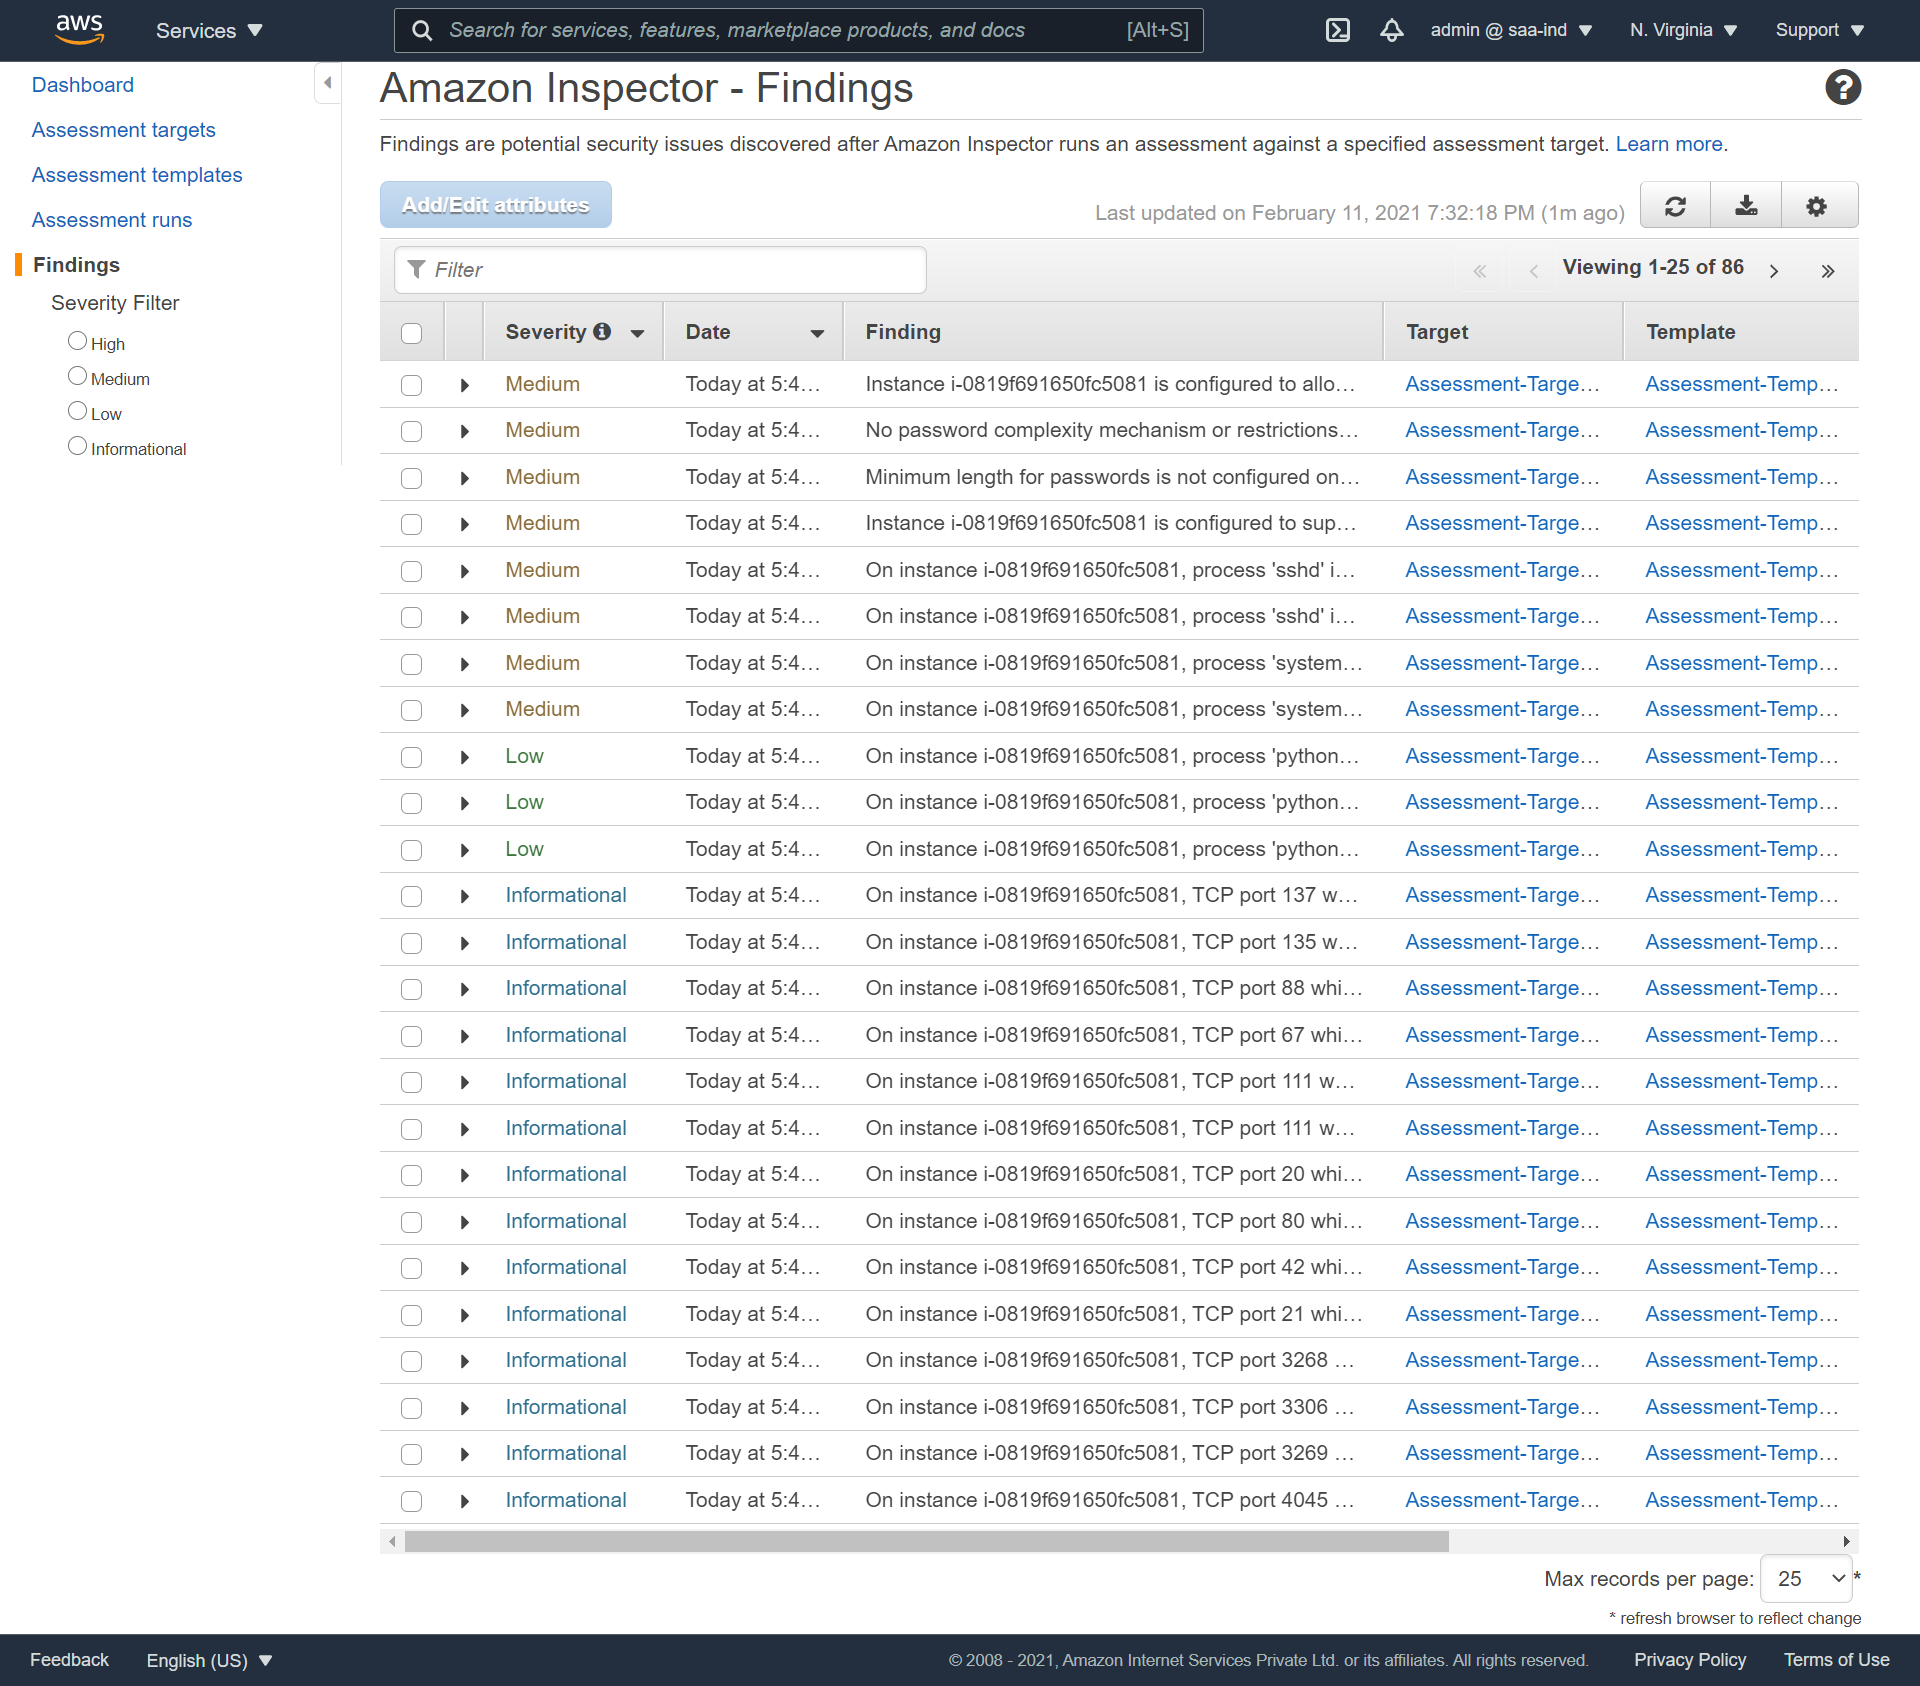 aws Services Search for services, features, marketplace products, and docs [Alt+S] admin @ saa-ind N. Virginia Support
Dashboard
Assessment targets
Assessment templates
Assessment runs
Findings
Severity Filter
High
Medium
Low
Informational
Amazon Inspector - Findings
Findings are potential security issues discovered after Amazon Inspector runs an assessment against a specified assessment target. Learn more.
Add/Edit attributes Last updated on February 11, 2021 7:32:18 PM (1m ago)
Filter Viewing 1-25 of 86
Severity Date Finding Target Template
Medium Today at 5:4… Instance i-0819f691650fc5081 is configured to allo… Assessment-Targe… Assessment-Temp…
Medium Today at 5:4… No password complexity mechanism or restrictions… Assessment-Targe… Assessment-Temp…
Medium Today at 5:4… Minimum length for passwords is not configured on… Assessment-Targe… Assessment-Temp…
Medium Today at 5:4… Instance i-0819f691650fc5081 is configured to sup… Assessment-Targe… Assessment-Temp…
Medium Today at 5:4… On instance i-0819f691650fc5081, process 'sshd' i… Assessment-Targe… Assessment-Temp…
Medium Today at 5:4… On instance i-0819f691650fc5081, process 'sshd' i… Assessment-Targe… Assessment-Temp…
Medium Today at 5:4… On instance i-0819f691650fc5081, process 'system… Assessment-Targe… Assessment-Temp…
Medium Today at 5:4… On instance i-0819f691650fc5081, process 'system… Assessment-Targe… Assessment-Temp…
Low Today at 5:4… On instance i-0819f691650fc5081, process 'python… Assessment-Targe… Assessment-Temp…
Low Today at 5:4… On instance i-0819f691650fc5081, process 'python… Assessment-Targe… Assessment-Temp…
Low Today at 5:4… On instance i-0819f691650fc5081, process 'python… Assessment-Targe… Assessment-Temp…
Informational Today at 5:4… On instance i-0819f691650fc5081, TCP port 137 w… Assessment-Targe… Assessment-Temp…
Informational Today at 5:4… On instance i-0819f691650fc5081, TCP port 135 w… Assessment-Targe… Assessment-Temp…
Informational Today at 5:4… On instance i-0819f691650fc5081, TCP port 88 whi… Assessment-Targe… Assessment-Temp…
Informational Today at 5:4… On instance i-0819f691650fc5081, TCP port 67 whi… Assessment-Targe… Assessment-Temp…
Informational Today at 5:4… On instance i-0819f691650fc5081, TCP port 111 w… Assessment-Targe… Assessment-Temp…
Informational Today at 5:4… On instance i-0819f691650fc5081, TCP port 111 w… Assessment-Targe… Assessment-Temp…
Informational Today at 5:4… On instance i-0819f691650fc5081, TCP port 20 whi… Assessment-Targe… Assessment-Temp…
Informational Today at 5:4… On instance i-0819f691650fc5081, TCP port 80 whi… Assessment-Targe… Assessment-Temp…
Informational Today at 5:4… On instance i-0819f691650fc5081, TCP port 42 whi… Assessment-Targe… Assessment-Temp…
Informational Today at 5:4… On instance i-0819f691650fc5081, TCP port 21 whi… Assessment-Targe… Assessment-Temp…
Informational Today at 5:4… On instance i-0819f691650fc5081, TCP port 3268 … Assessment-Targe… Assessment-Temp…
Informational Today at 5:4… On instance i-0819f691650fc5081, TCP port 3306 … Assessment-Targe… Assessment-Temp…
Informational Today at 5:4… On instance i-0819f691650fc5081, TCP port 3269 … Assessment-Targe… Assessment-Temp…
Informational Today at 5:4… On instance i-0819f691650fc5081, TCP port 4045 … Assessment-Targe… Assessment-Temp…
Max records per page: 25 *
* refresh browser to reflect change
Feedback English (US) © 2008 - 2021, Amazon Internet Services Private Ltd. or its affiliates. All rights reserved. Privacy Policy Terms of Use